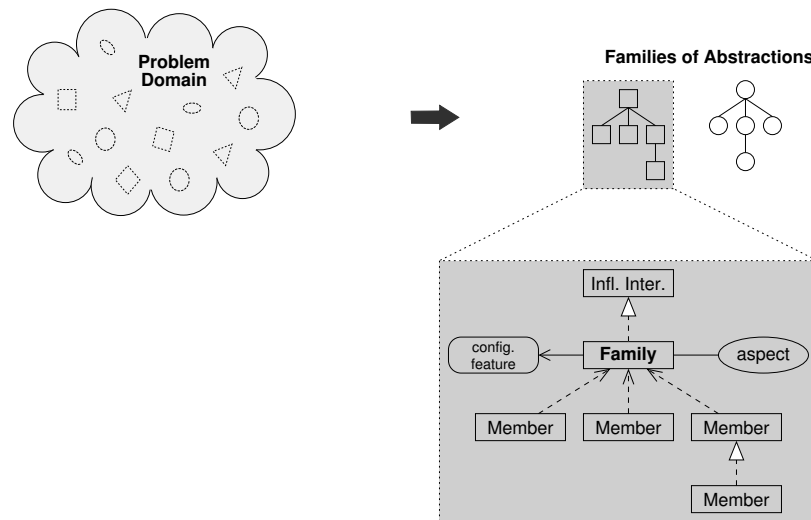 Problem
Domain
Families of Abstractions
Infl. Inter.
config.
feature
Family
aspect
Member
Member
Member
Member